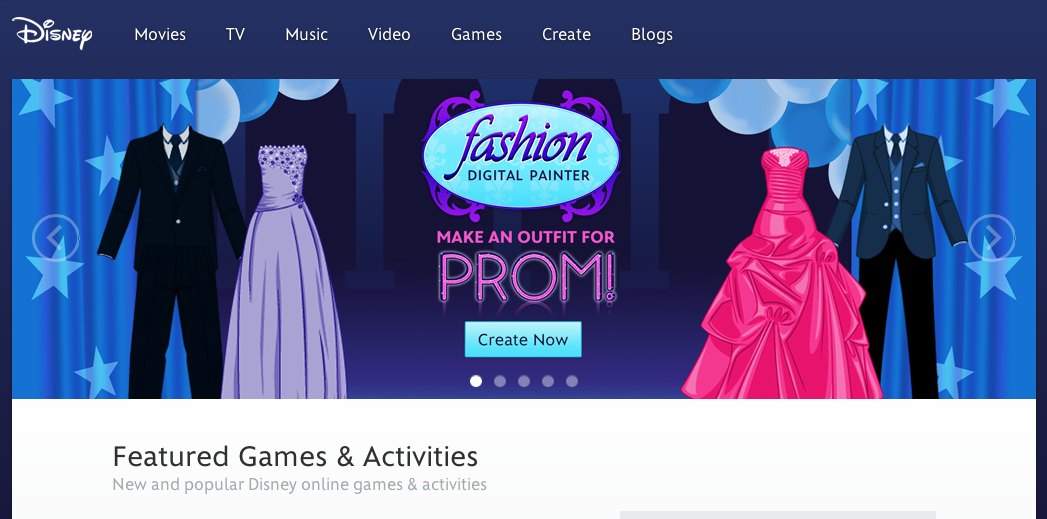 Disney Movies TV Music Video Games Create Blogs
fashion
DIGITAL PAINTER
MAKE AN OUTFIT FOR
PROM!
Create Now
Featured Games & Activities
New and popular Disney online games & activities